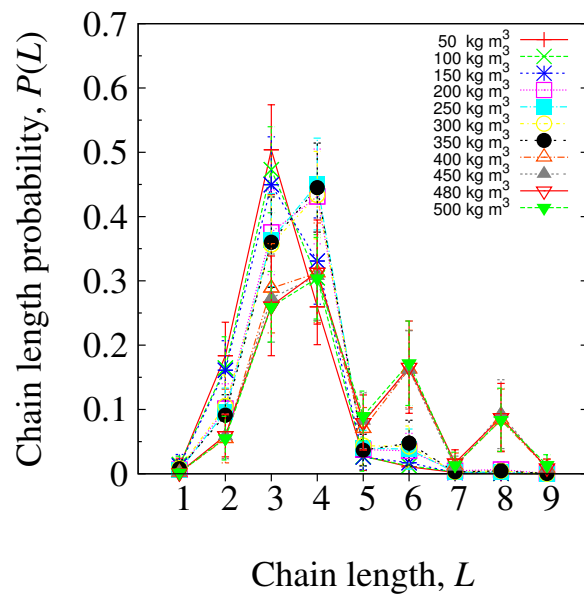 Chain length probability, P(L)
0.7
0.6
0.5
0.4
0.3
0.2
0.1
0
50 kg m³
100 kg m³
150 kg m³
200 kg m³
250 kg m³
300 kg m³
350 kg m³
400 kg m³
450 kg m³
480 kg m³
500 kg m³
1 2 3 4 5 6 7 8 9
Chain length, L